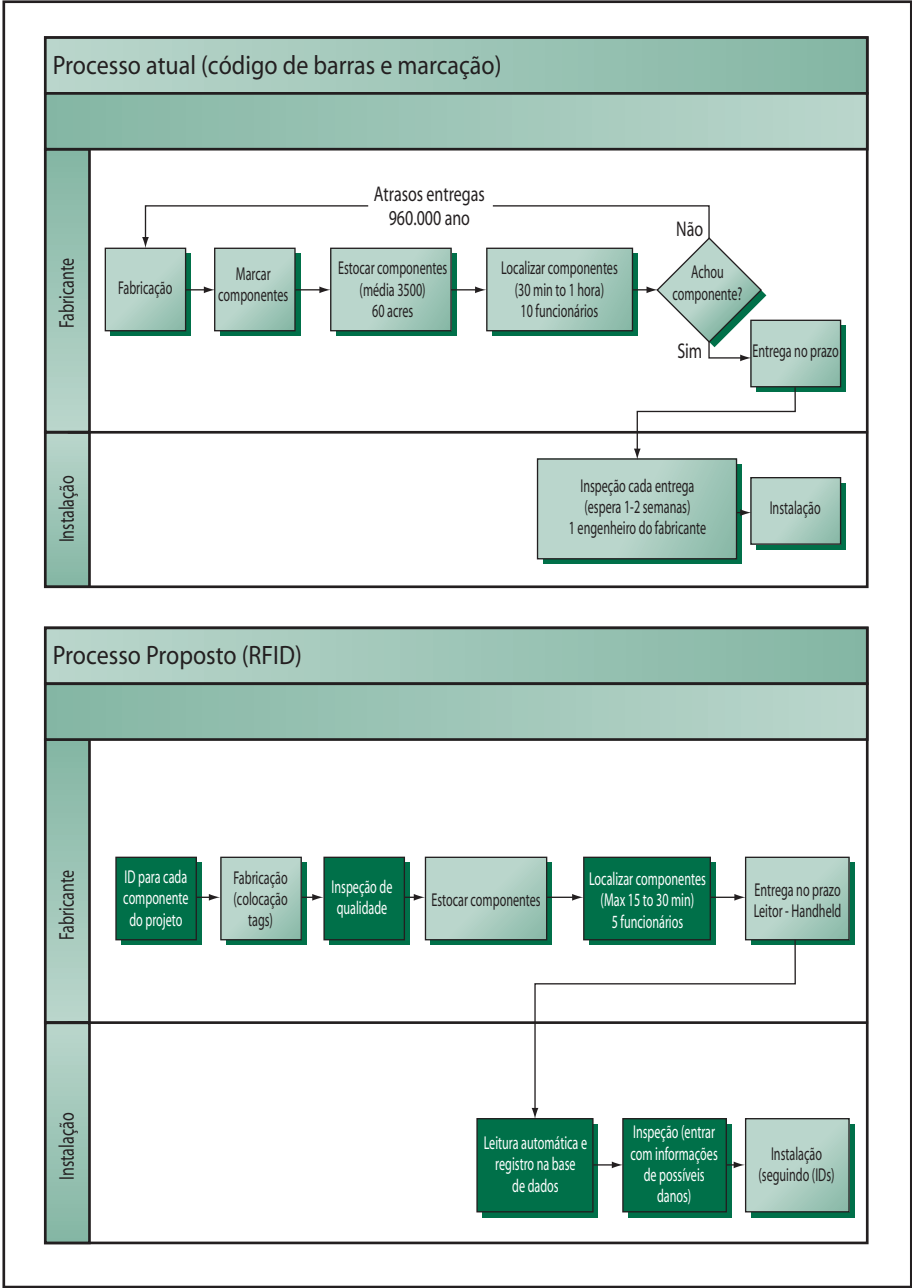 Processo atual (código de barras e marcação)
Fabricante
Atrasos entregas
960.000 ano
Fabricação
Marcar
componentes
Estocar componentes
(média 3500)
60 acres
Localizar componentes
(30 min to 1 hora)
10 funcionários
Não
Achou
componente?
Sim
Entrega no prazo
Instalação
Inspeção cada entrega
(espera 1-2 semanas)
1 engenheiro do fabricante
Instalação
Processo Proposto (RFID)
Fabricante
ID para cada
componente
do projeto
Fabricação
(colocação
tags)
Inspeção de
qualidade
Estocar componentes
Localizar componentes
(Max 15 to 30 min)
5 funcionários
Entrega no prazo
Leitor - Handheld
Instalação
Leitura automática e
registro na base
de dados
Inspeção (entrar
com informações
de possíveis
danos)
Instalação
(seguindo (IDs)